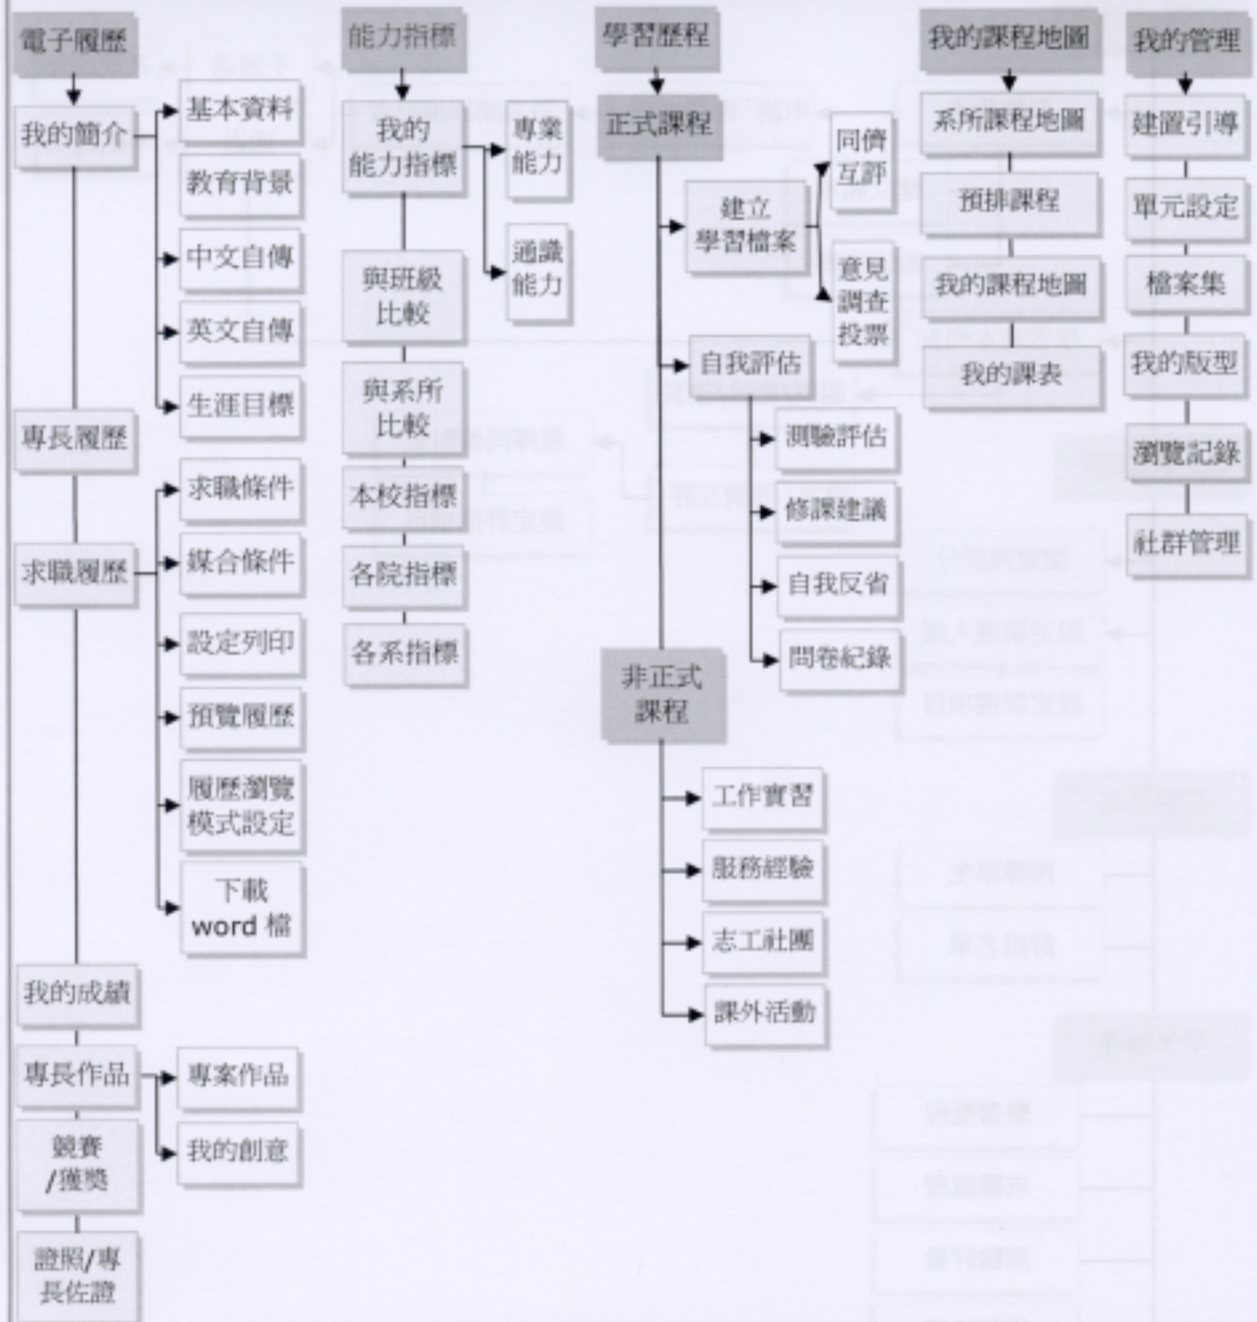 電子履歷
我的簡介
基本資料
教育背景
中文自傳
英文自傳
生涯目標
專長履歷
求職履歷
求職條件
媒合條件
設定列印
預覽履歷
履歷瀏覽
模式設定
下載
word 檔
我的成績
專長作品
專案作品
我的創意
競賽
/獲獎
證照/專
長佐證
能力指標
我的
能力指標
專業
能力
通識
能力
與班級
比較
與系所
比較
本校指標
各院指標
各系指標
學習歷程
正式課程
建立
學習檔案
同儕
互評
意見
調查
投票
自我評估
測驗評估
修課建議
自我反省
問卷紀錄
非正式
課程
工作實習
服務經驗
志工社團
課外活動
我的課程地圖
系所課程地圖
預排課程
我的課程地圖
我的課表
我的管理
建置引導
單元設定
檔案集
我的版型
瀏覽記錄
社群管理